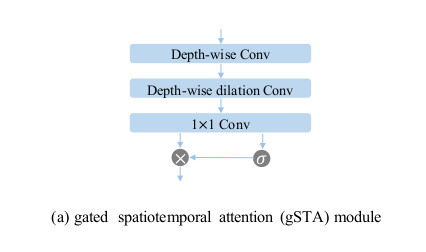 Depth-wise Conv
Depth-wise dilation Conv
1×1 Conv
× σ
(a) gated spatiotemporal attention (gSTA) module